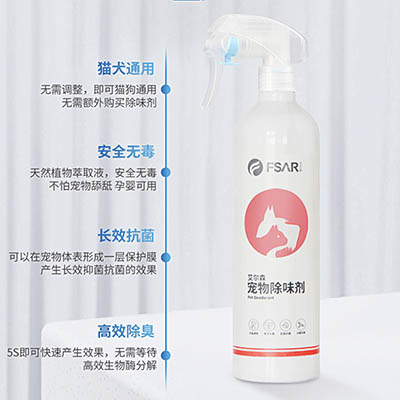 猫犬通用
无需调整，即可猫狗通用
无需额外购买除味剂
安全无毒
天然植物萃取液，安全无毒
不怕宠物舔舐 孕婴可用
长效抗菌
可以在宠物体表形成一层保护膜
产生长效抑菌抗菌的效果
高效除臭
5S即可快速产生效果，无需等待
高效生物酶分解
FSARI
艾尔森
宠物除味剂
Pet Deodorant